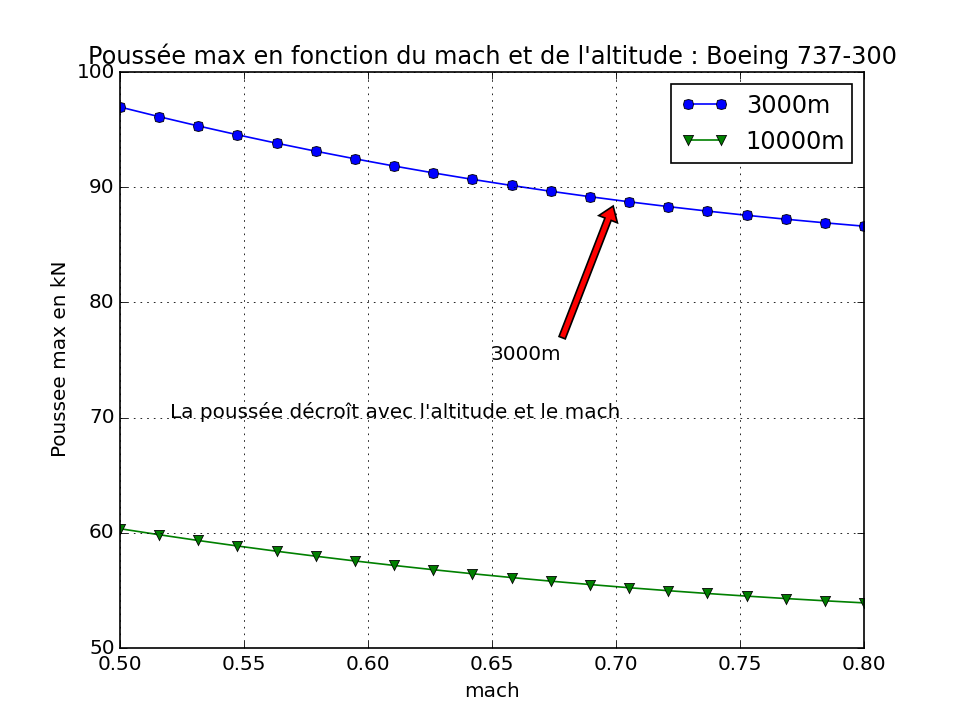 Poussée max en fonction du mach et de l'altitude : Boeing 737-300
100
3000m
10000m
90
80
3000m
La poussée décroît avec l'altitude et le mach
70
60
50
Poussee max en kN
0.50 0.55 0.60 0.65 0.70 0.75 0.80
mach